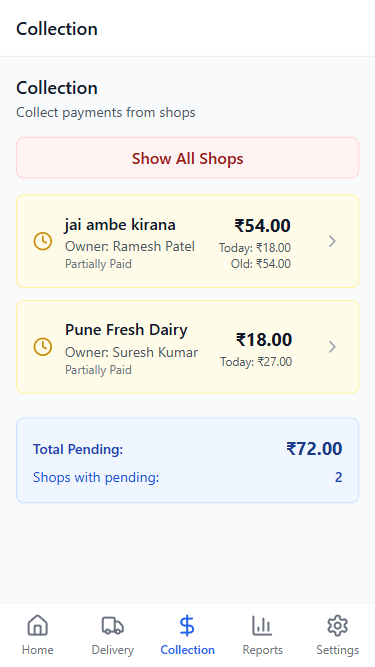 Collection
Collection
Collect payments from shops
Show All Shops
jai ambe kirana
₹54.00
Owner: Ramesh Patel
Today: ₹18.00
Partially Paid
Old: ₹54.00
Pune Fresh Dairy
₹18.00
Owner: Suresh Kumar
Today: ₹27.00
Partially Paid
Total Pending:
₹72.00
Shops with pending:
2
Home
Delivery
Collection
Reports
Settings